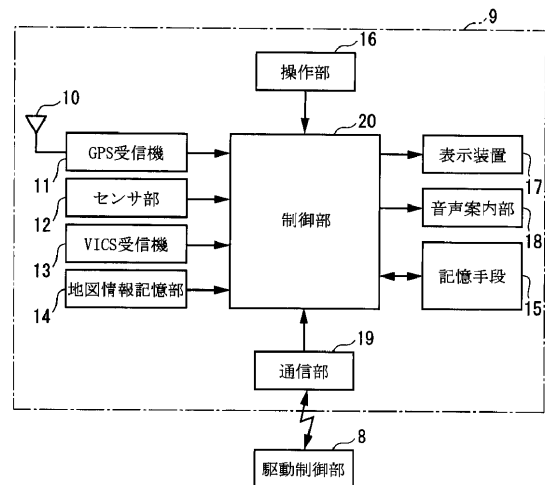 9
16
操作部
10
20
GPS受信機
11
センサ部
12
VICS受信機
13
地図情報記憶部
14
制御部
表示装置
17
音声案内部
18
記憶手段
15
19
通信部
8
駆動制御部